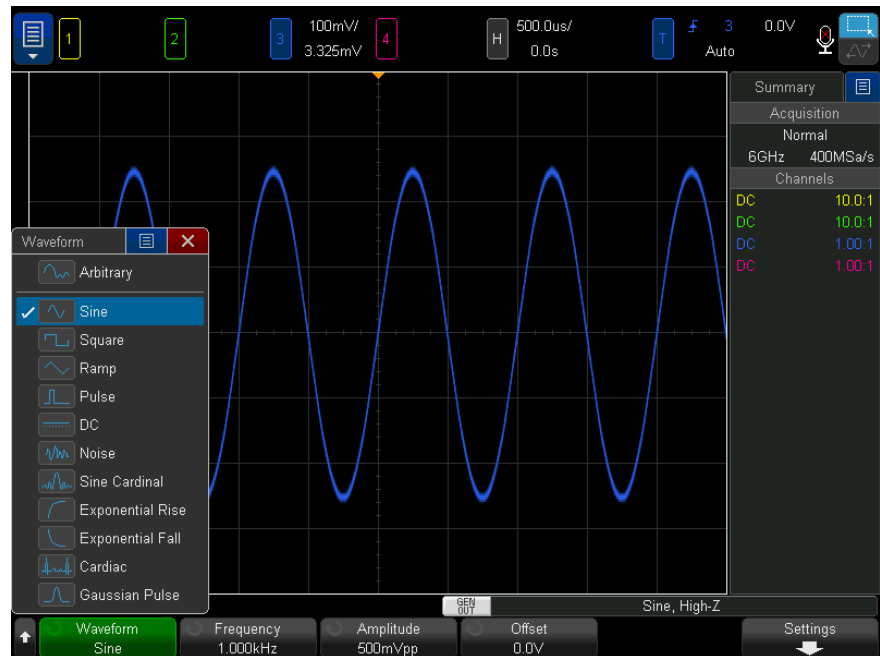 1
2
3
100mV/
3.325mV
4
H
500.0us/
0.0s
T
3
0.0V
Auto
Summary
Acquisition
Normal
6GHz 400MSa/s
Channels
DC 10.0:1
DC 10.0:1
DC 1.00:1
DC 1.00:1
Waveform
Arbitrary
Sine
Square
Ramp
Pulse
DC
Noise
Sine Cardinal
Exponential Rise
Exponential Fall
Cardiac
Gaussian Pulse
GEN
OUT
Sine, High-Z
Waveform
Sine
Frequency
1.000kHz
Amplitude
500mVpp
Offset
0.0V
Settings